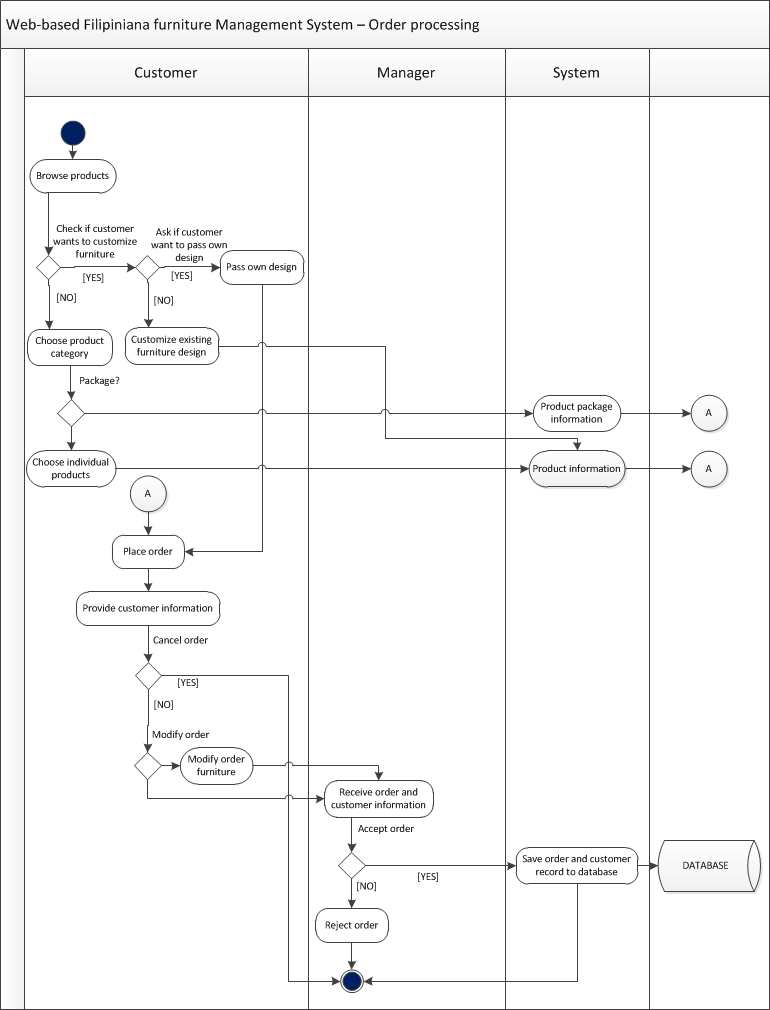 Web-based Filipiniana furniture Management System – Order processing
Customer
Manager
System
Browse products
Check if customer
wants to customize
furniture
Ask if customer
want to pass own
design
Pass own design
[YES]
[YES]
[NO]
[NO]
Choose product
category
Customize existing
furniture design
Package?
Product package
information
A
Choose individual
products
Product information
A
A
Place order
Provide customer information
Cancel order
[YES]
[NO]
Modify order
Modify order
furniture
Receive order and
customer information
Accept order
Save order and customer
record to database
DATABASE
[YES]
[NO]
Reject order